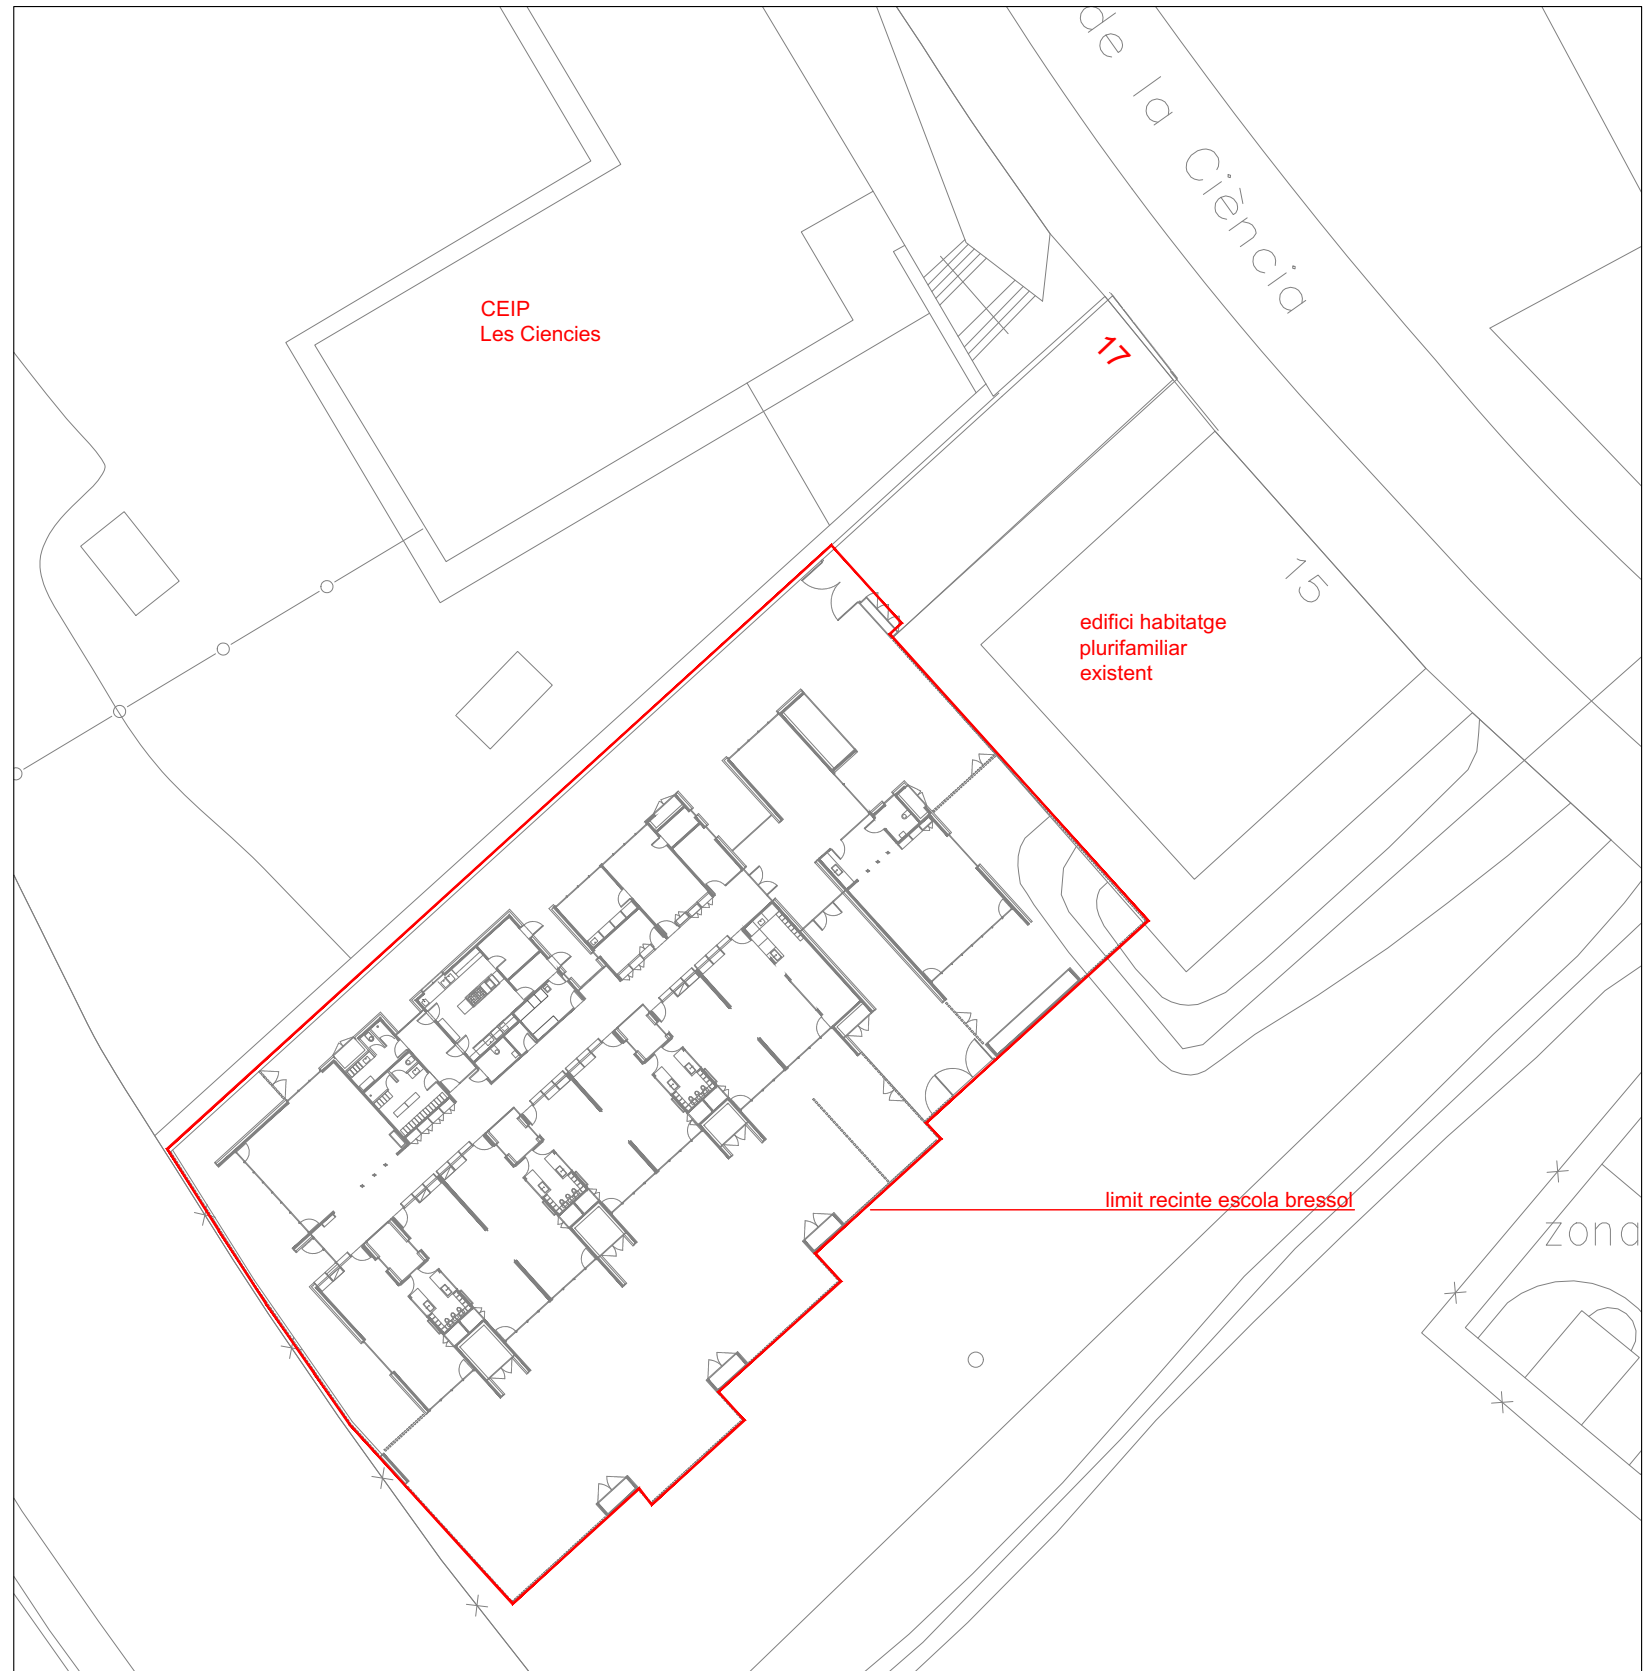 de la Ciència
CEIP
Les Ciencies
17
15
edifici habitatge
plurifamiliar
existent
limit recinte escola bressol
zona